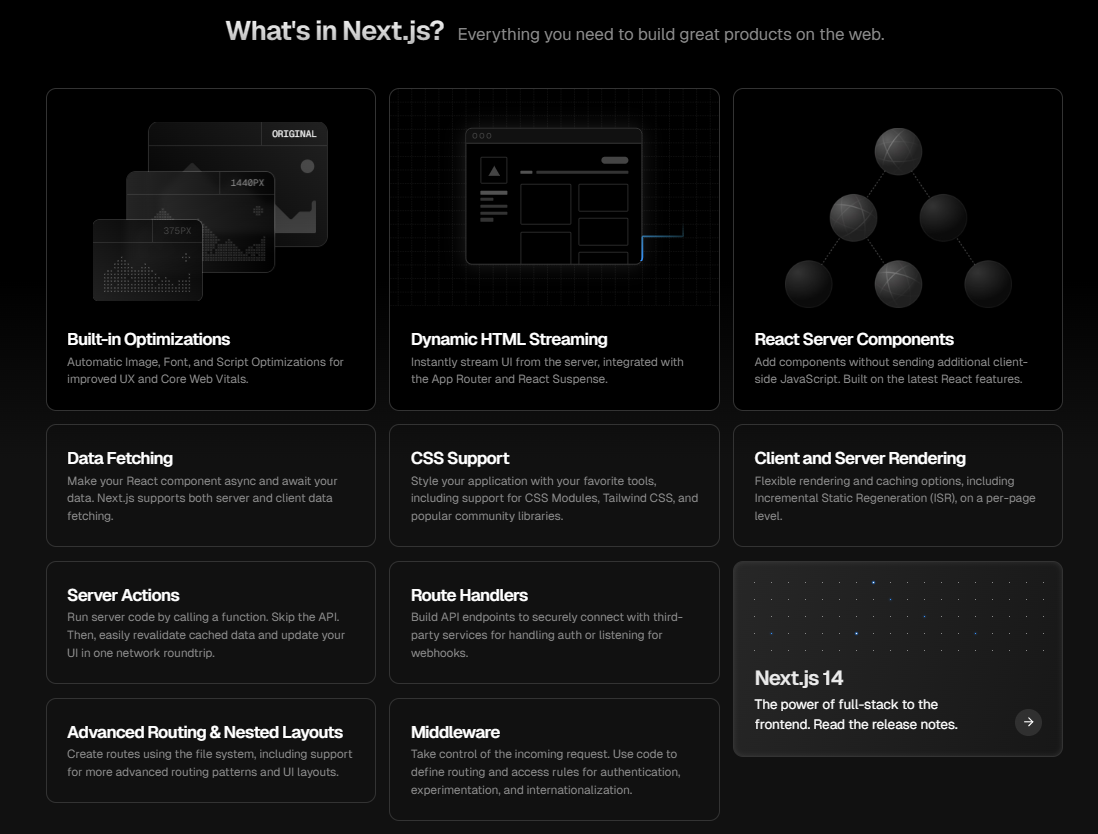 What's in Next.js? Everything you need to build great products on the web.
ORIGINAL
1440PX
375PX
Built-in Optimizations
Automatic Image, Font, and Script Optimizations for
improved UX and Core Web Vitals.
Dynamic HTML Streaming
Instantly stream UI from the server, integrated with
the App Router and React Suspense.
React Server Components
Add components without sending additional client-
side JavaScript. Built on the latest React features.
Data Fetching
Make your React component async and await your
data. Next.js supports both server and client data
fetching.
CSS Support
Style your application with your favorite tools,
including support for CSS Modules, Tailwind CSS, and
popular community libraries.
Client and Server Rendering
Flexible rendering and caching options, including
Incremental Static Regeneration (ISR), on a per-page
level.
Server Actions
Run server code by calling a function. Skip the API.
Then, easily revalidate cached data and update your
UI in one network roundtrip.
Route Handlers
Build API endpoints to securely connect with third-
party services for handling auth or listening for
webhooks.
Next.js 14
The power of full-stack to the
frontend. Read the release notes.
Advanced Routing & Nested Layouts
Create routes using the file system, including support
for more advanced routing patterns and UI layouts.
Middleware
Take control of the incoming request. Use code to
define routing and access rules for authentication,
experimentation, and internationalization.